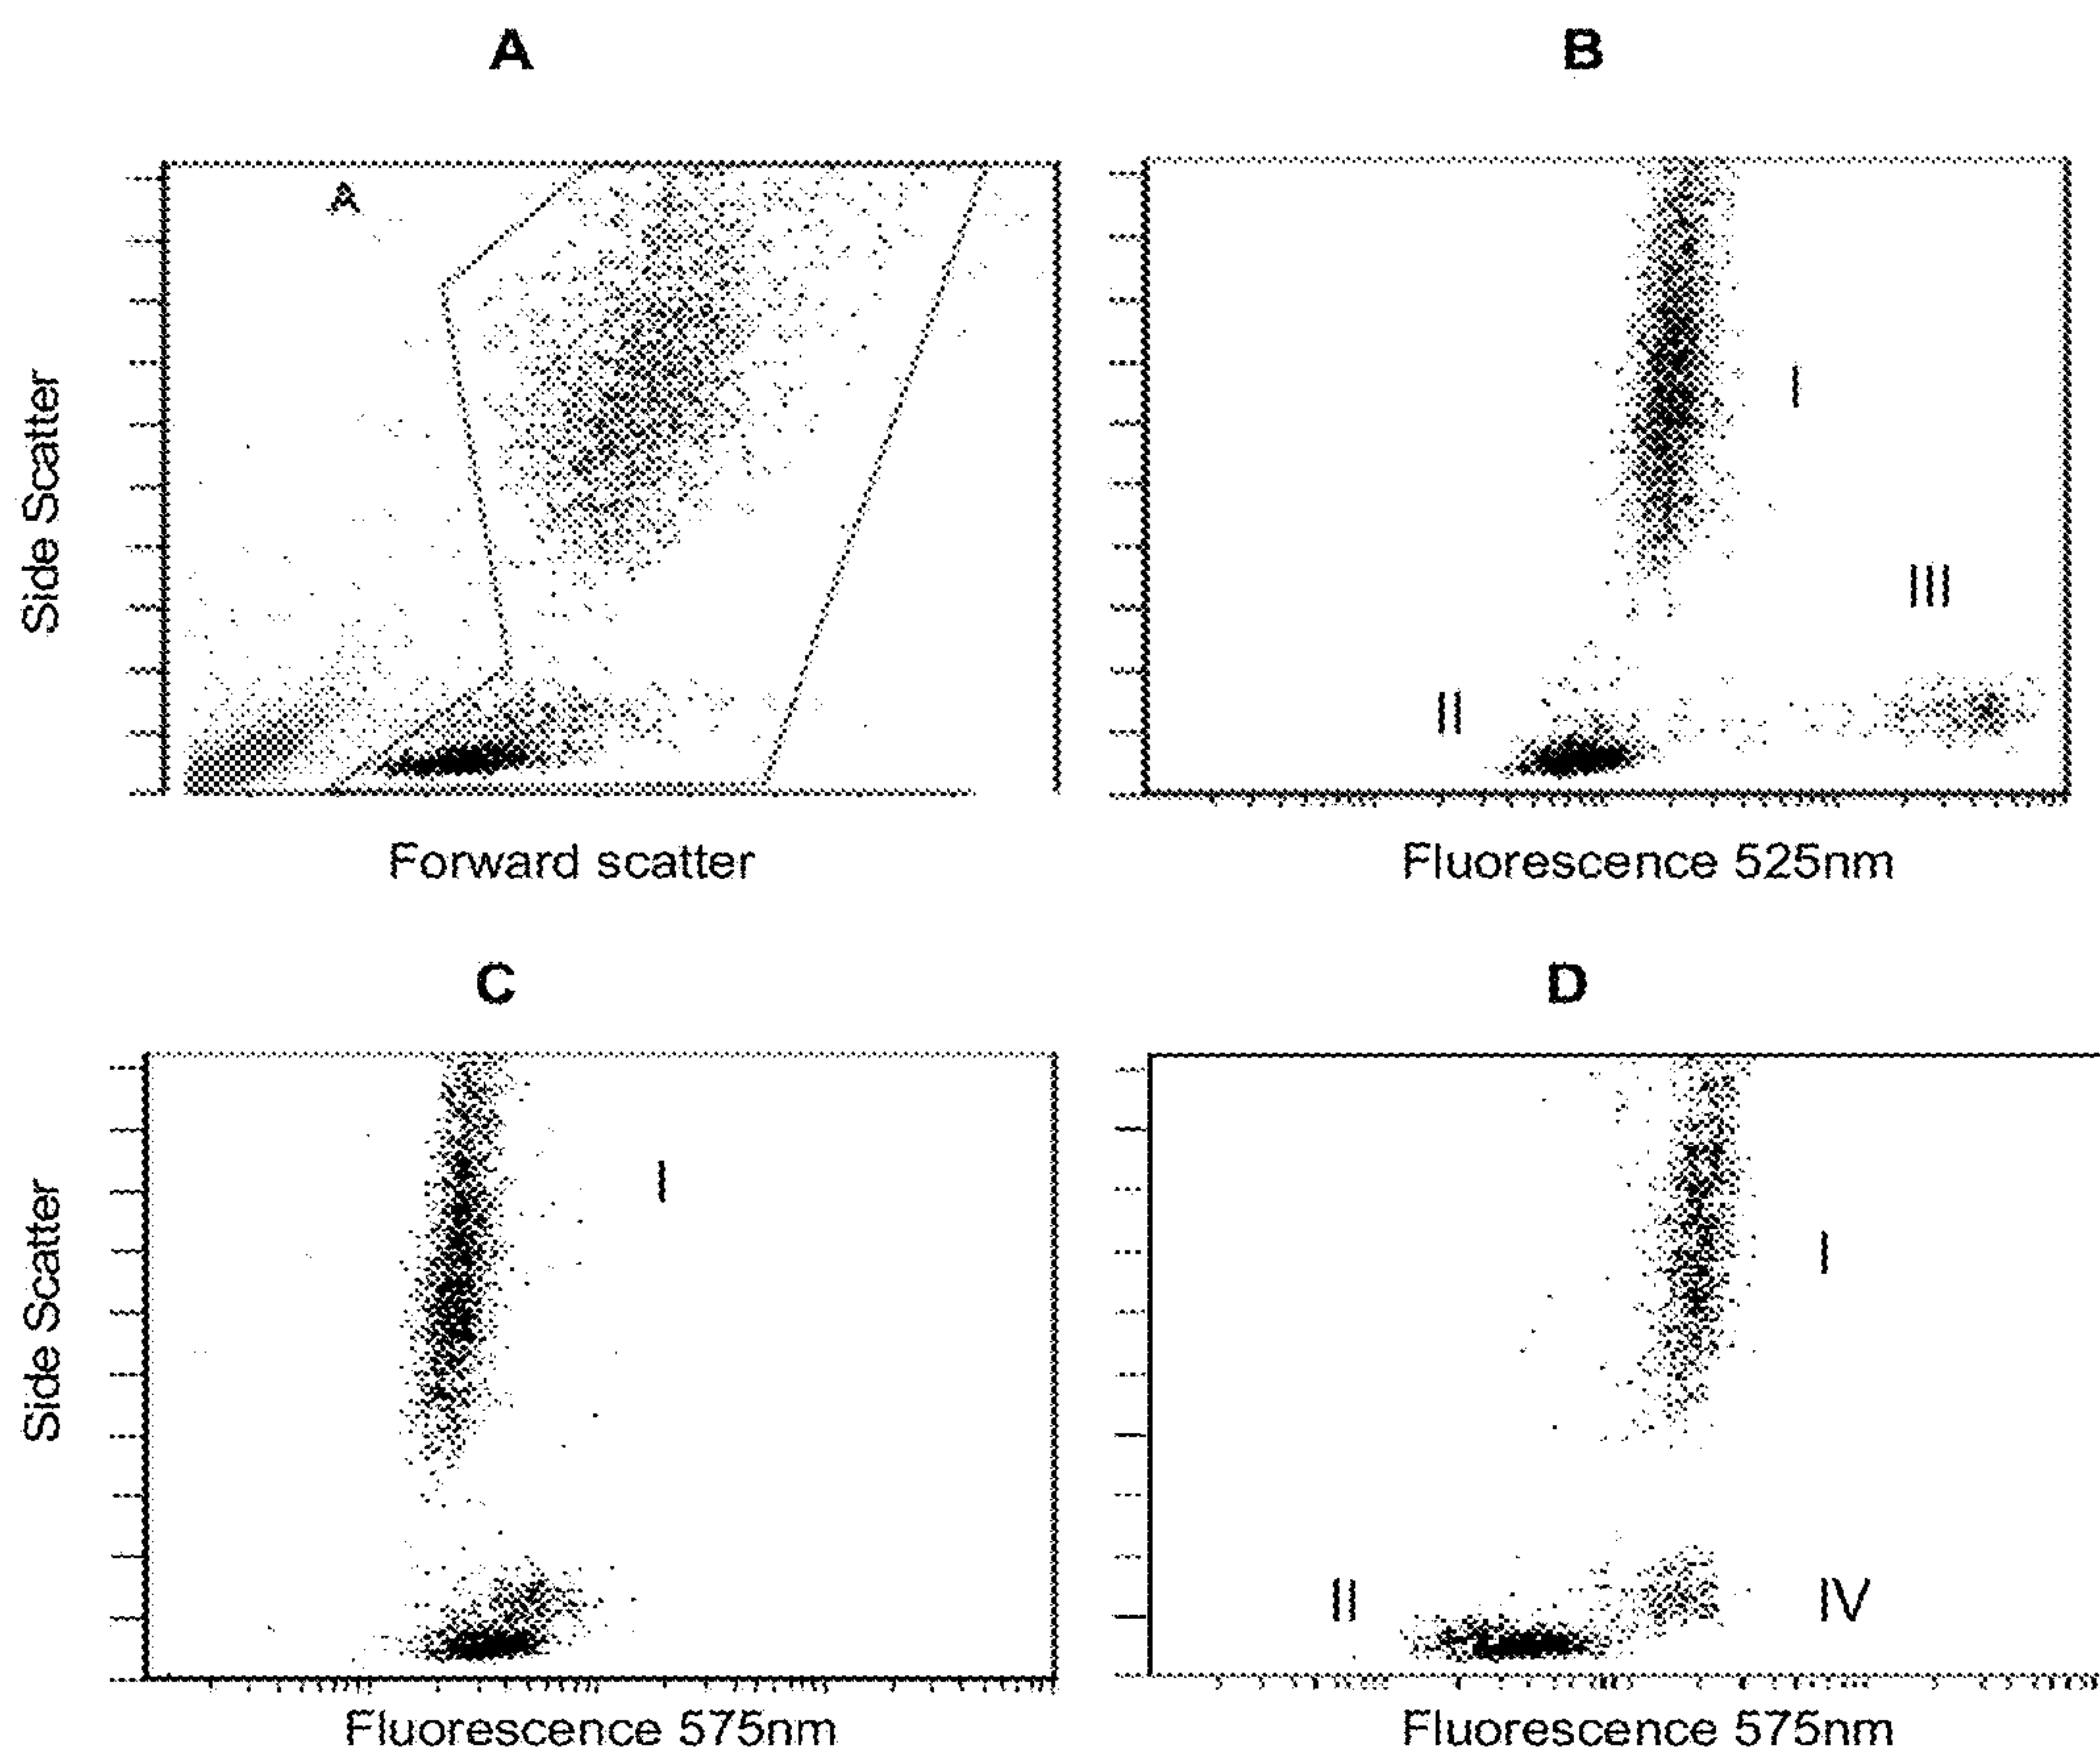 A
B
A
Side Scatter
I
III
II
Forward scatter
Fluorescence 525nm
C
D
Side Scatter
I
I
II
IV
Fluorescence 575nm
Fluorescence 575nm